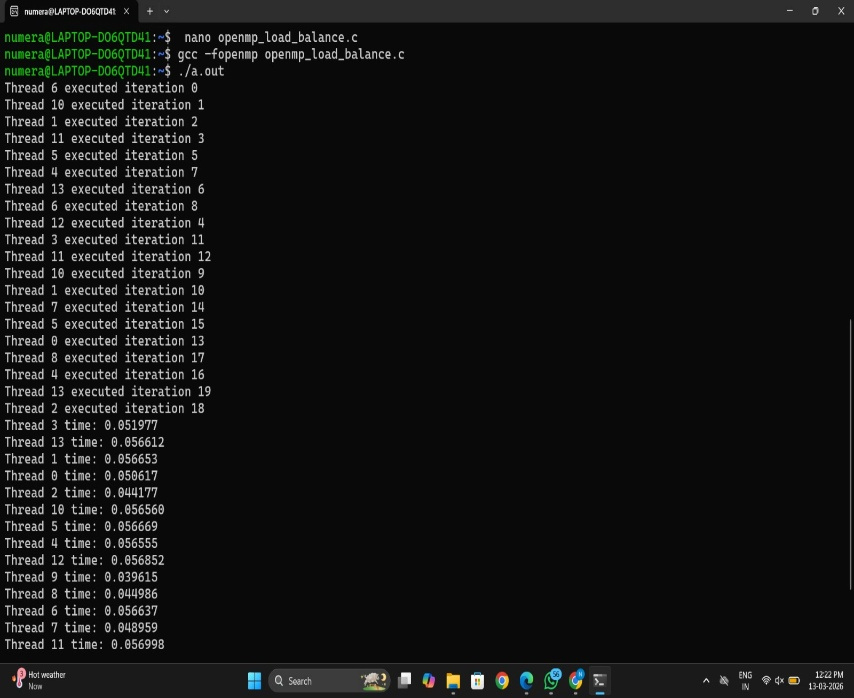 numera@LAPTOP-DO6QTD41:
numera@LAPTOP-DO6QTD41:~$  nano openmp_load_balance.c
numera@LAPTOP-DO6QTD41:~$ gcc -fopenmp openmp_load_balance.c
numera@LAPTOP-DO6QTD41:~$ ./a.out
Thread 6 executed iteration 0
Thread 10 executed iteration 1
Thread 1 executed iteration 2
Thread 11 executed iteration 3
Thread 5 executed iteration 5
Thread 4 executed iteration 7
Thread 13 executed iteration 6
Thread 6 executed iteration 8
Thread 12 executed iteration 4
Thread 3 executed iteration 11
Thread 11 executed iteration 12
Thread 10 executed iteration 9
Thread 1 executed iteration 10
Thread 7 executed iteration 14
Thread 5 executed iteration 15
Thread 0 executed iteration 13
Thread 8 executed iteration 17
Thread 4 executed iteration 16
Thread 13 executed iteration 19
Thread 2 executed iteration 18
Thread 3 time: 0.051977
Thread 13 time: 0.056612
Thread 1 time: 0.056653
Thread 0 time: 0.050617
Thread 2 time: 0.044177
Thread 10 time: 0.056560
Thread 5 time: 0.056669
Thread 4 time: 0.056555
Thread 12 time: 0.056852
Thread 9 time: 0.039615
Thread 8 time: 0.044986
Thread 6 time: 0.056637
Thread 7 time: 0.048959
Thread 11 time: 0.056998
Hot weather
Now
Search
56
ENG
IN
12:22 PM
13-03-2026